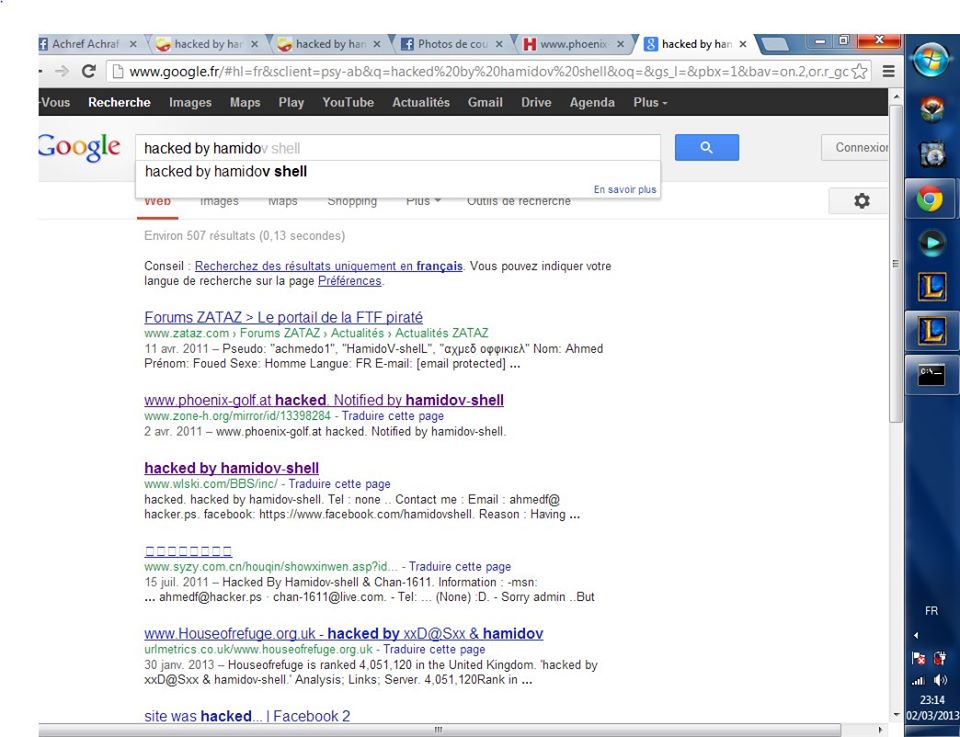 Achref Achraf
hacked by har
hacked by han
Photos de cou
www.phoenix-
hacked by han
www.google.fr/#hl=fr&sclient=psy-ab&q=hacked%20by%20hamidov%20shell&oq=&gs_l=&pbx=1&bav=on.2,or.r_gc
-Vous Recherche Images Maps Play YouTube Actualités Gmail Drive Agenda Plus
Google
hacked by hamidov shell
Connexion
hacked by hamidov shell
En savoir plus
Web Images Maps Shopping Plus Outils de recherche
Environ 507 résultats (0,13 secondes)
Conseil : Recherchez des résultats uniquement en français. Vous pouvez indiquer votre
langue de recherche sur la page Préférences.
Forums ZATAZ > Le portail de la FTF piraté
www.zataz.com › Forums ZATAZ › Actualités › Actualités ZATAZ
11 avr. 2011 – Pseudo: "achmedo1", "HamidoV-shelL", "αχμεδ οφφικιελ" Nom: Ahmed
Prénom: Foued Sexe: Homme Langue: FR E-mail: [email protected] ...
www.phoenix-golf.at hacked. Notified by hamidov-shell
www.zone-h.org/mirror/id/13398284 - Traduire cette page
2 avr. 2011 – www.phoenix-golf.at hacked. Notified by hamidov-shell.
hacked by hamidov-shell
www.wlski.com/BBS/inc/ - Traduire cette page
hacked. hacked by hamidov-shell. Tel : none .. Contact me : Email : ahmedf@
hacker.ps. facebook: https://www.facebook.com/hamidovshell. Reason : Having ...
www.syzy.com.cn/houqin/showxinwen.asp?id... - Traduire cette page
15 juil. 2011 – Hacked By Hamidov-shell & Chan-1611. Information : -msn:
... ahmedf@hacker.ps · chan-1611@live.com. - Tel: ... (None) :D. - Sorry admin ..But
www.Houseofrefuge.org.uk - hacked by xxD@Sxx & hamidov
urlmetrics.co.uk/www.houseofrefuge.org.uk - Traduire cette page
30 janv. 2013 – Houseofrefuge is ranked 4,051,120 in the United Kingdom. 'hacked by
xxD@Sxx & hamidov-shell.' Analysis; Links; Server. 4,051,120Rank in ...
site was hacked... | Facebook 2
FR
23:14
02/03/2013